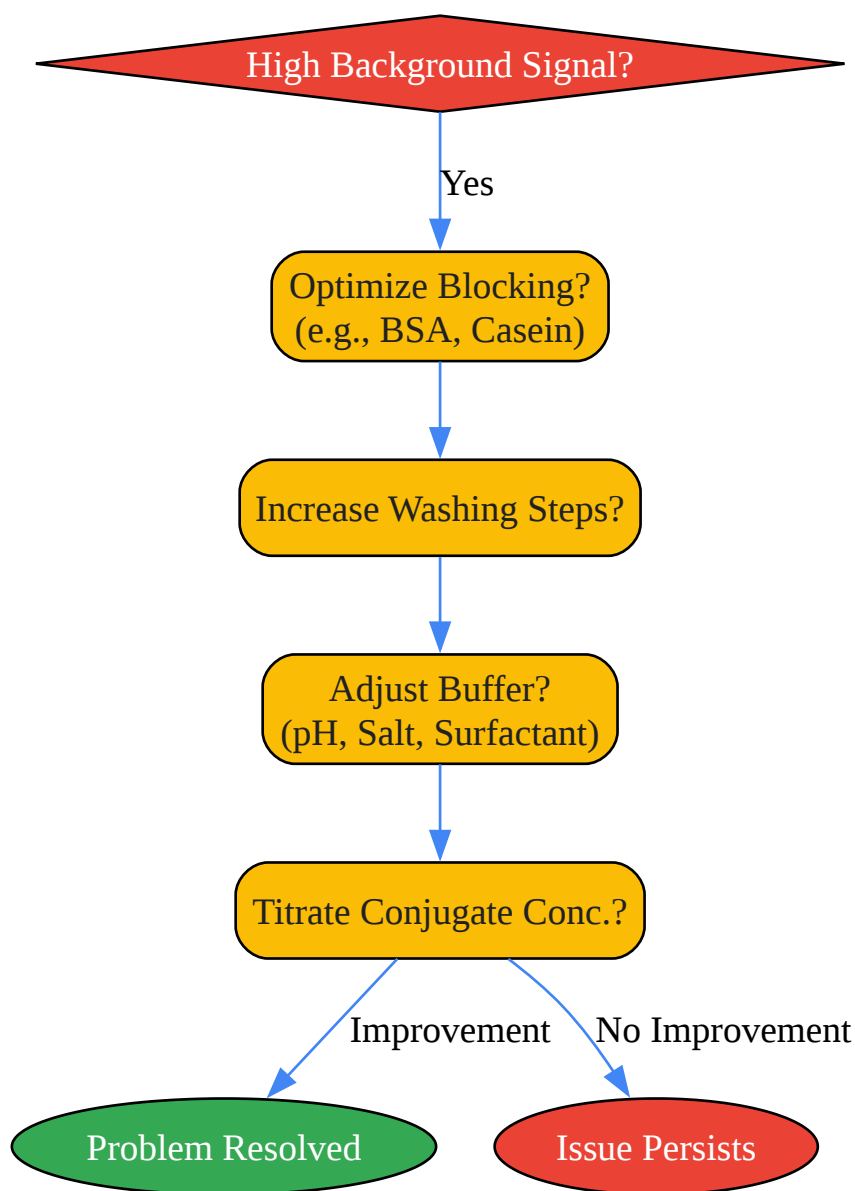 High Background Signal?
Yes
Optimize Blocking?
(e.g., BSA, Casein)
Increase Washing Steps?
Adjust Buffer?
(pH, Salt, Surfactant)
Titrate Conjugate Conc.?
Improvement
No Improvement
Problem Resolved
Issue Persists